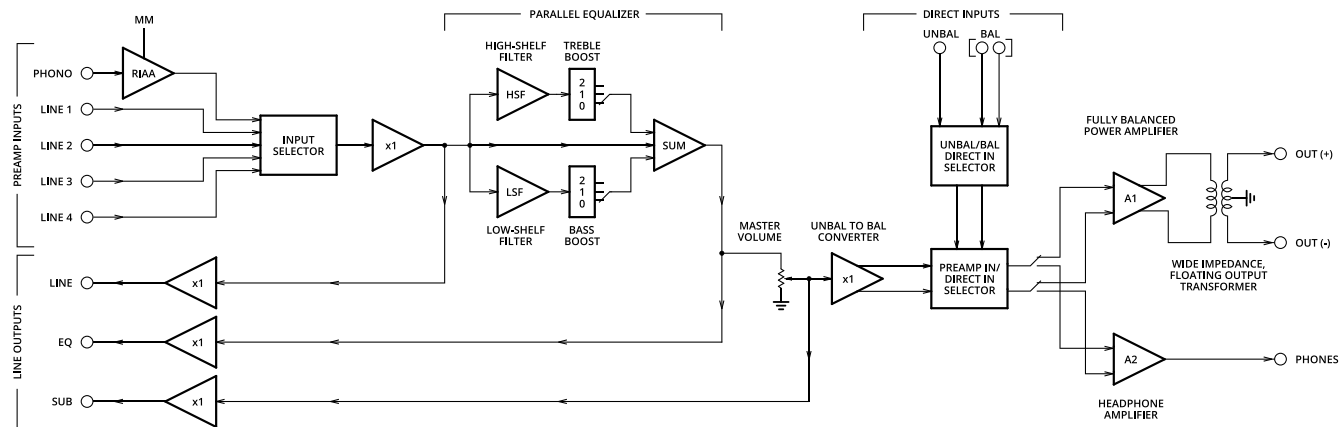 PARALLEL EQUALIZER
DIRECT INPUTS
MM
UNBAL
BAL
HIGH-SHELF
FILTER
TREBLE
BOOST
PREAMP INPUTS
PHONO
RIAA
HSF
2
1
0
LINE 1
LINE 2
LINE 3
LINE 4
INPUT
SELECTOR
x1
SUM
UNBAL/BAL
DIRECT IN
SELECTOR
FULLY BALANCED
POWER AMPLIFIER
OUT (+)
A1
LSF
2
1
0
LOW-SHELF
FILTER
BASS
BOOST
MASTER
VOLUME
UNBAL TO BAL
CONVERTER
OUT (-)
WIDE IMPEDANCE,
FLOATING OUTPUT
TRANSFORMER
LINE OUTPUTS
LINE
x1
x1
PREAMP IN/
DIRECT IN
SELECTOR
EQ
x1
A2
PHONES
SUB
x1
HEADPHONE
AMPLIFIER